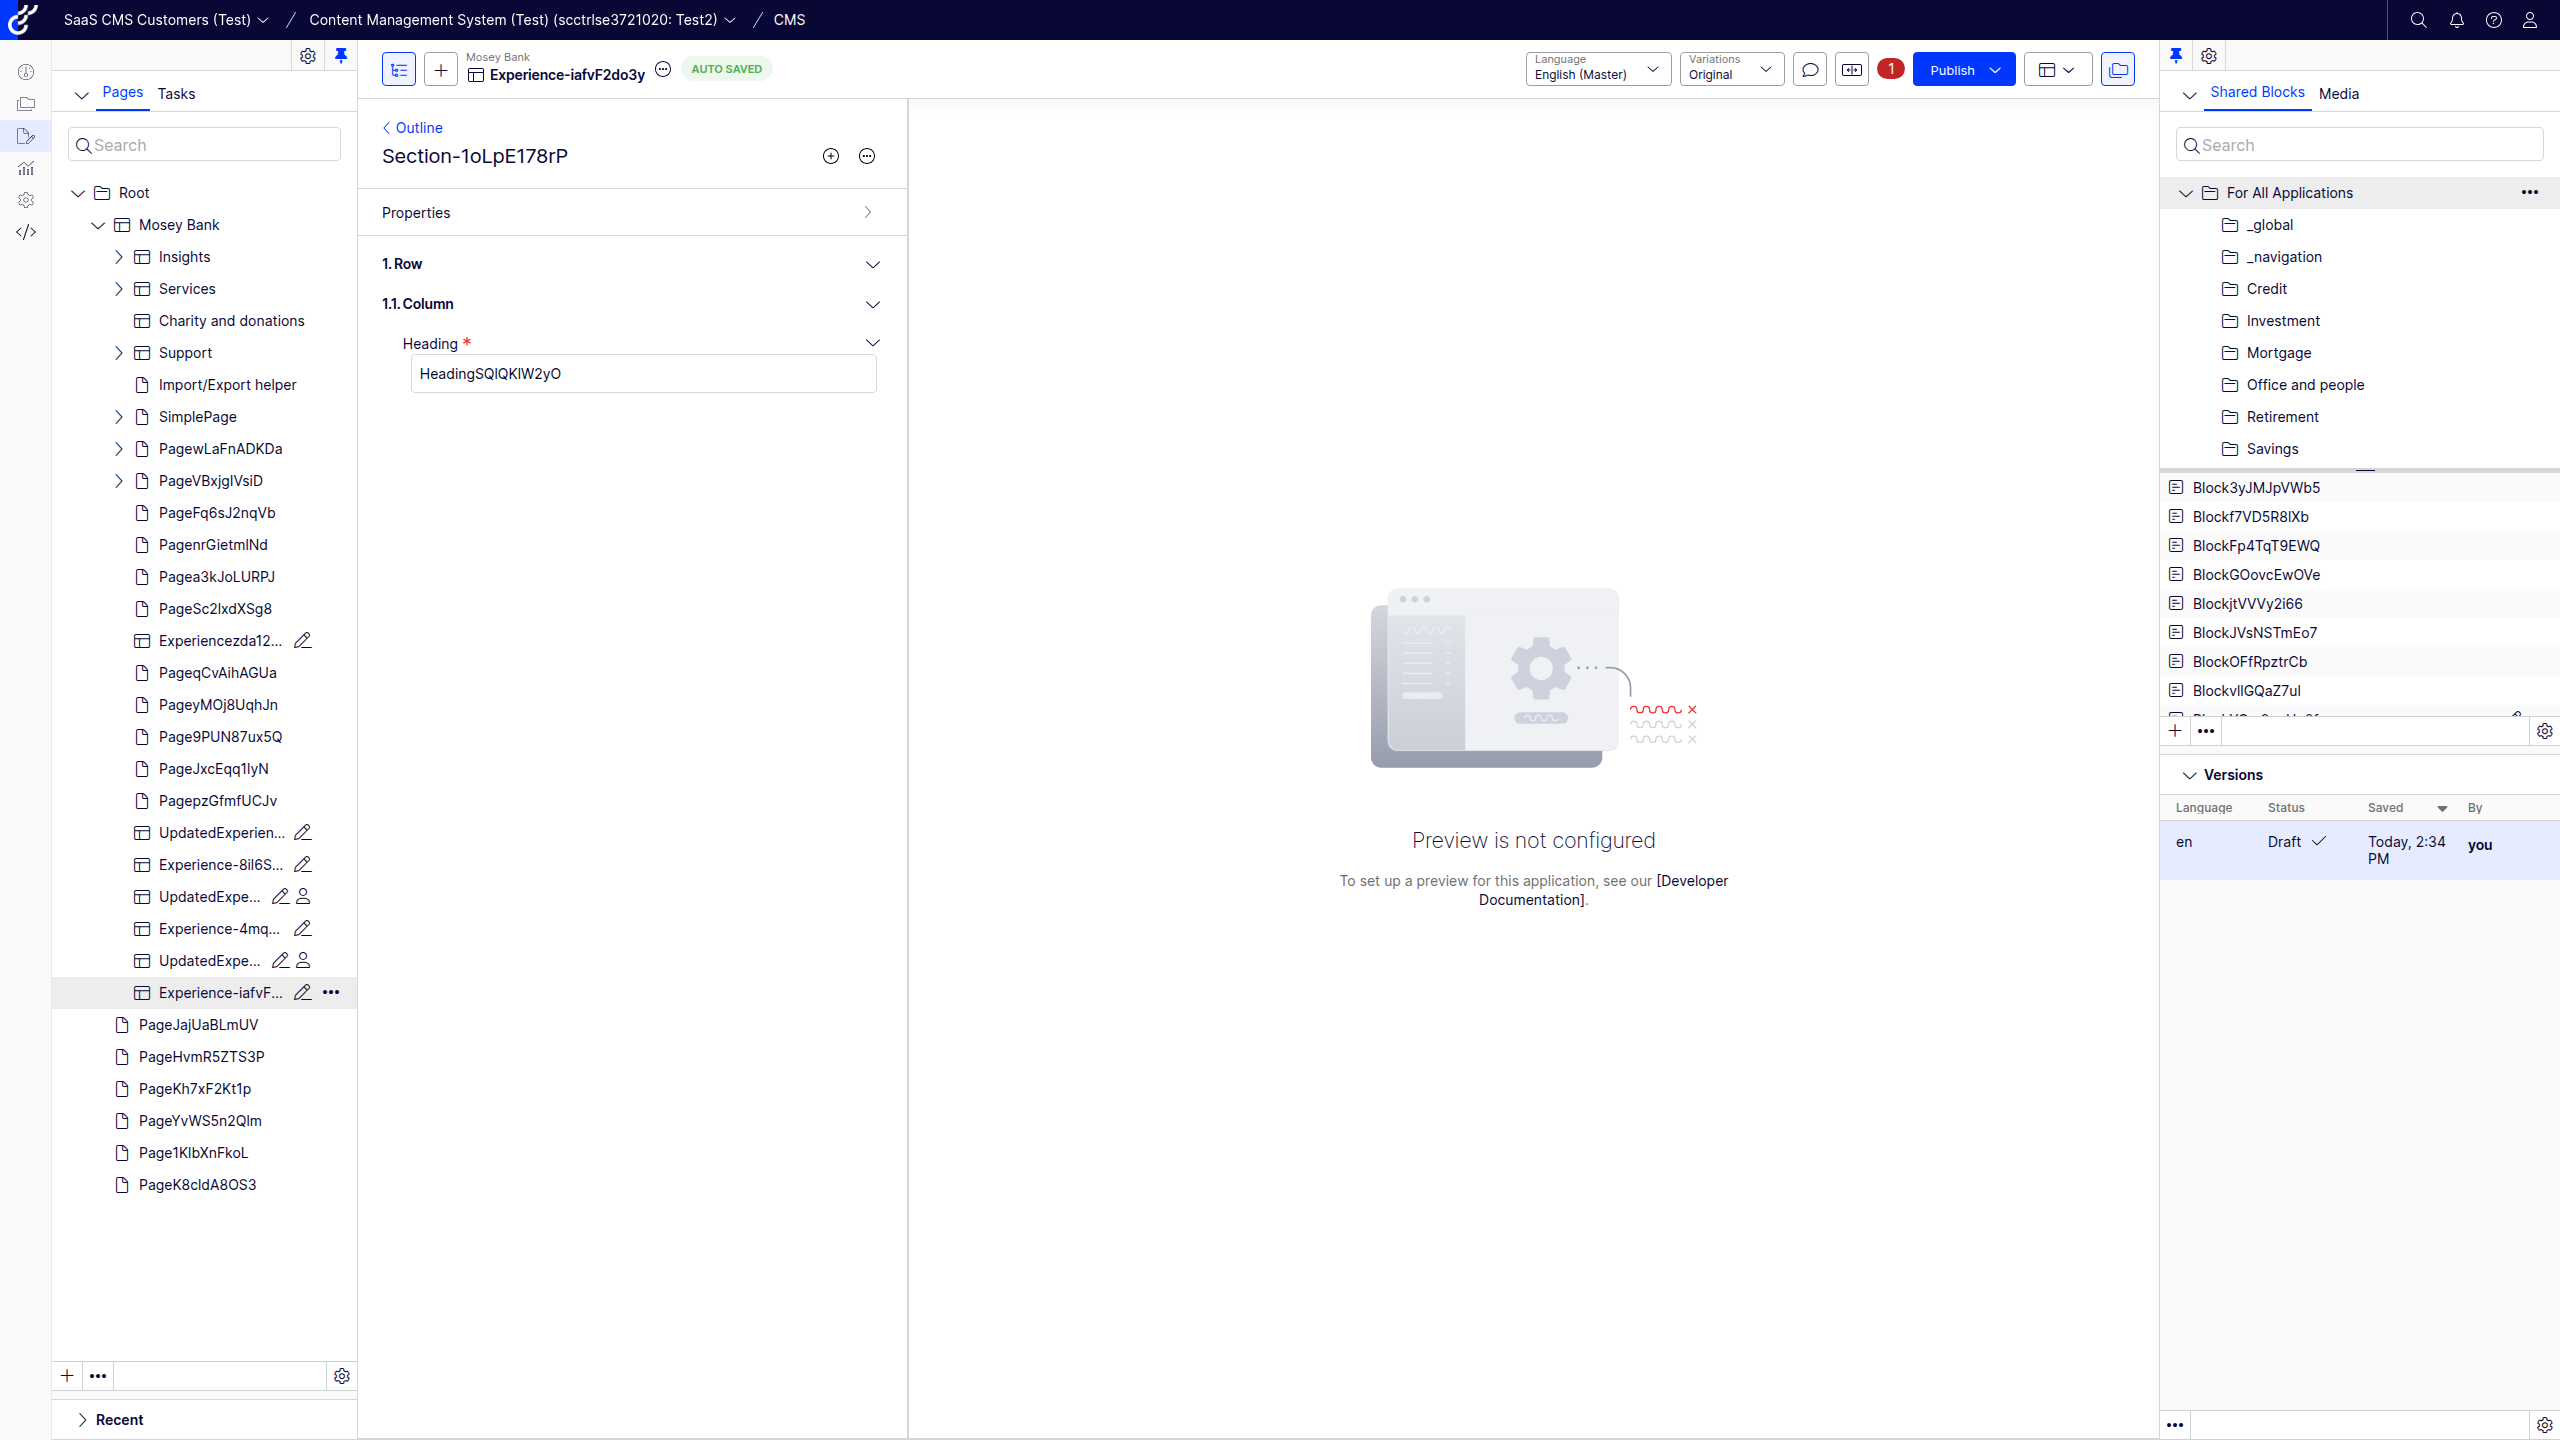 SaaS CMS Customers (Test) / Content Management System (Test) (scctrlse3721020: Test2) / CMS
Pages Tasks
Search
Root
Mosey Bank
Insights
Services
Charity and donations
Support
Import/Export helper
SimplePage
PagewLaFnADKDa
PageVBxjglVsiD
PageFq6sJ2nqVb
PagenrGietmlNd
Pagea3kJoLURPJ
PageSc2lxdXSg8
Experiencezda12...
PageqCvAihAGUa
PageyMOj8UqhJn
Page9PUN87ux5Q
PageJxcEqq1lyN
PagepzGfmfUCJv
UpdatedExperien...
Experience-8il6S...
UpdatedExpe...
Experience-4mq...
UpdatedExpe...
Experience-iafvF...
PageJajUaBLmUV
PageHvmR5ZTS3P
PageKh7xF2Kt1p
PageYvWS5n2Qlm
Page1KlbXnFkoL
PageK8cldA8OS3
Recent
Mosey Bank
Experience-iafvF2do3y AUTO SAVED
Language
English (Master)
Variations
Original
1
Publish
Outline
Section-1oLpE178rP
Properties
1. Row
1.1. Column
Heading *
HeadingSQlQKlW2yO
Preview is not configured
To set up a preview for this application, see our [Developer
Documentation].
Shared Blocks Media
Search
For All Applications
_global
_navigation
Credit
Investment
Mortgage
Office and people
Retirement
Savings
Block3yJMJpVWb5
Blockf7VD5R8lXb
BlockFp4TqT9EWQ
BlockGOovcEwOVe
BlockjtVVVy2i66
BlockJVsNSTmEo7
BlockOFfRpztrCb
BlockvllGQaZ7ul
Versions
Language Status Saved By
en Draft Today, 2:34 PM you